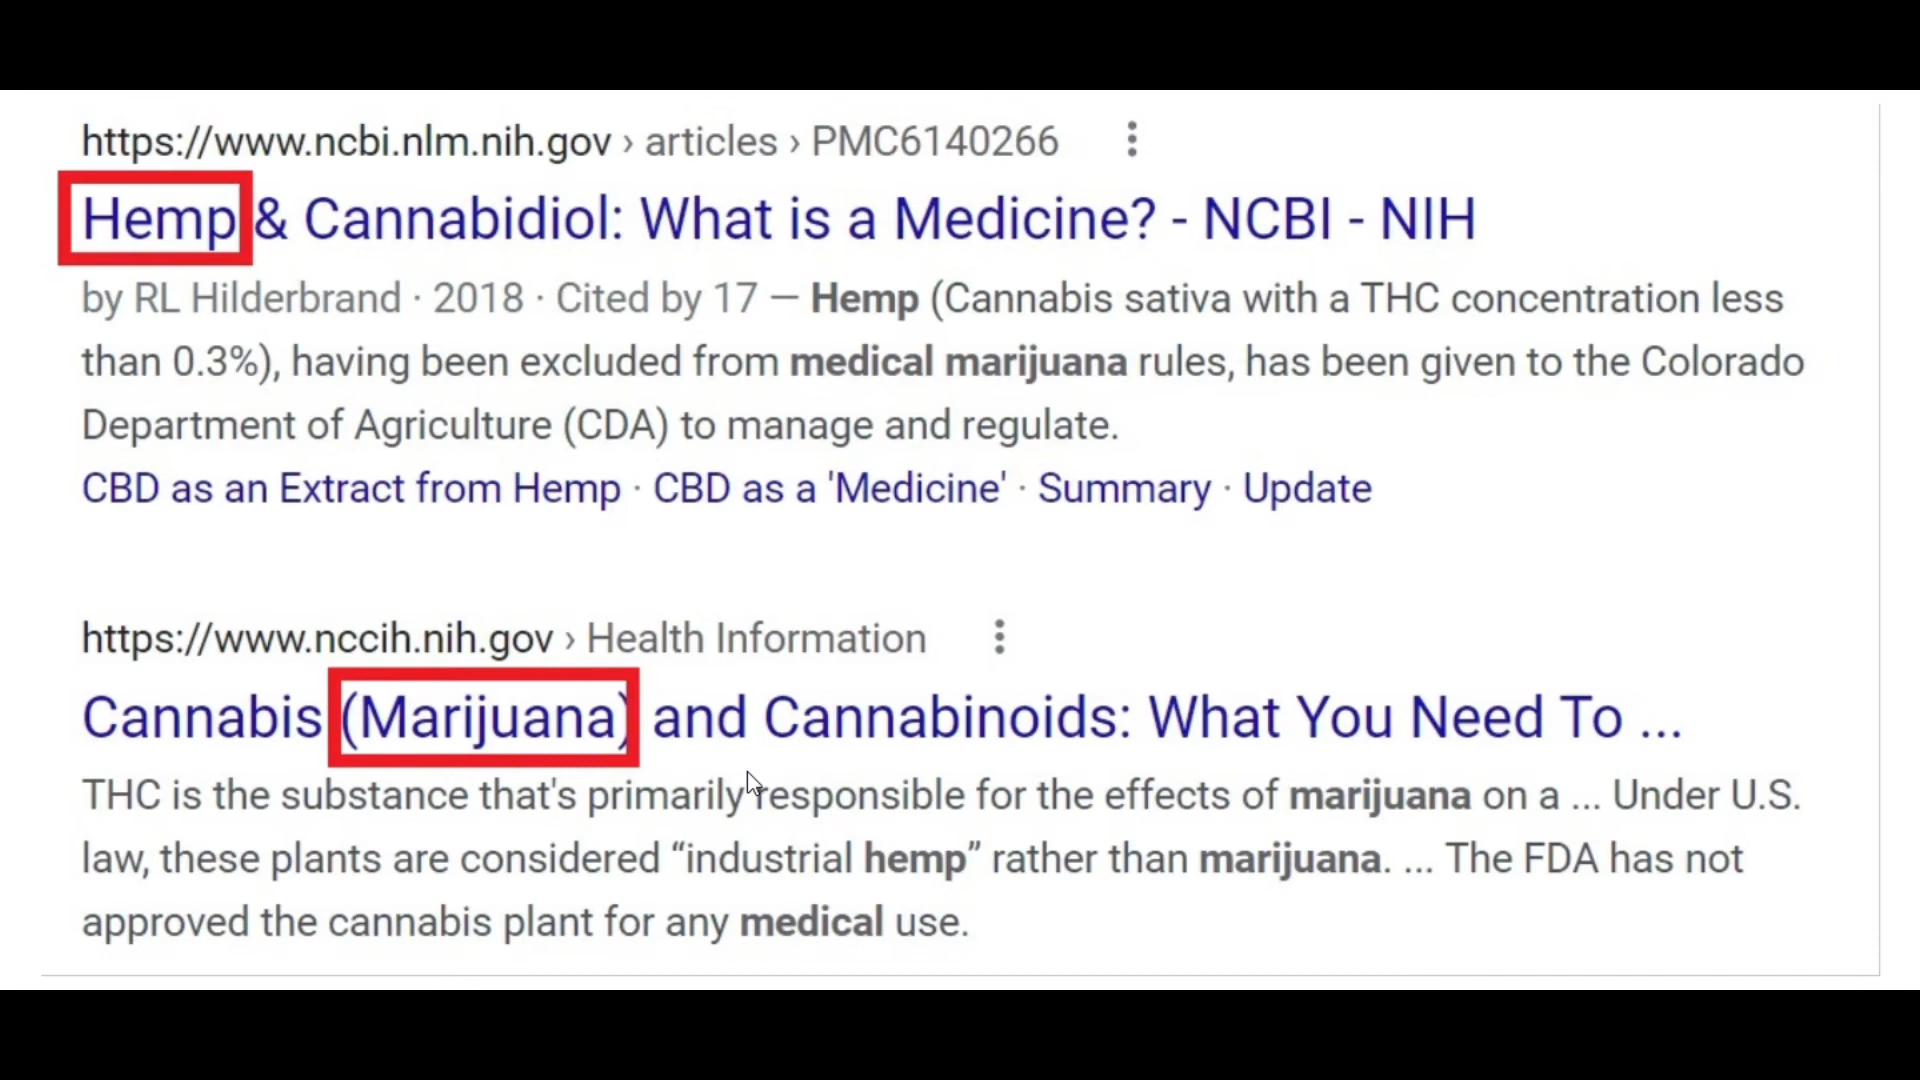 https://www.ncbi.nlm.nih.gov › articles › PMC6140266
Hemp & Cannabidiol: What is a Medicine? - NCBI - NIH
by RL Hilderbrand · 2018 · Cited by 17 — Hemp (Cannabis sativa with a THC concentration less
than 0.3%), having been excluded from medical marijuana rules, has been given to the Colorado
Department of Agriculture (CDA) to manage and regulate.
CBD as an Extract from Hemp · CBD as a 'Medicine' · Summary · Update
https://www.nccih.nih.gov › Health Information
Cannabis (Marijuana) and Cannabinoids: What You Need To ...
THC is the substance that's primarily responsible for the effects of marijuana on a ... Under U.S.
law, these plants are considered “industrial hemp” rather than marijuana. ... The FDA has not
approved the cannabis plant for any medical use.